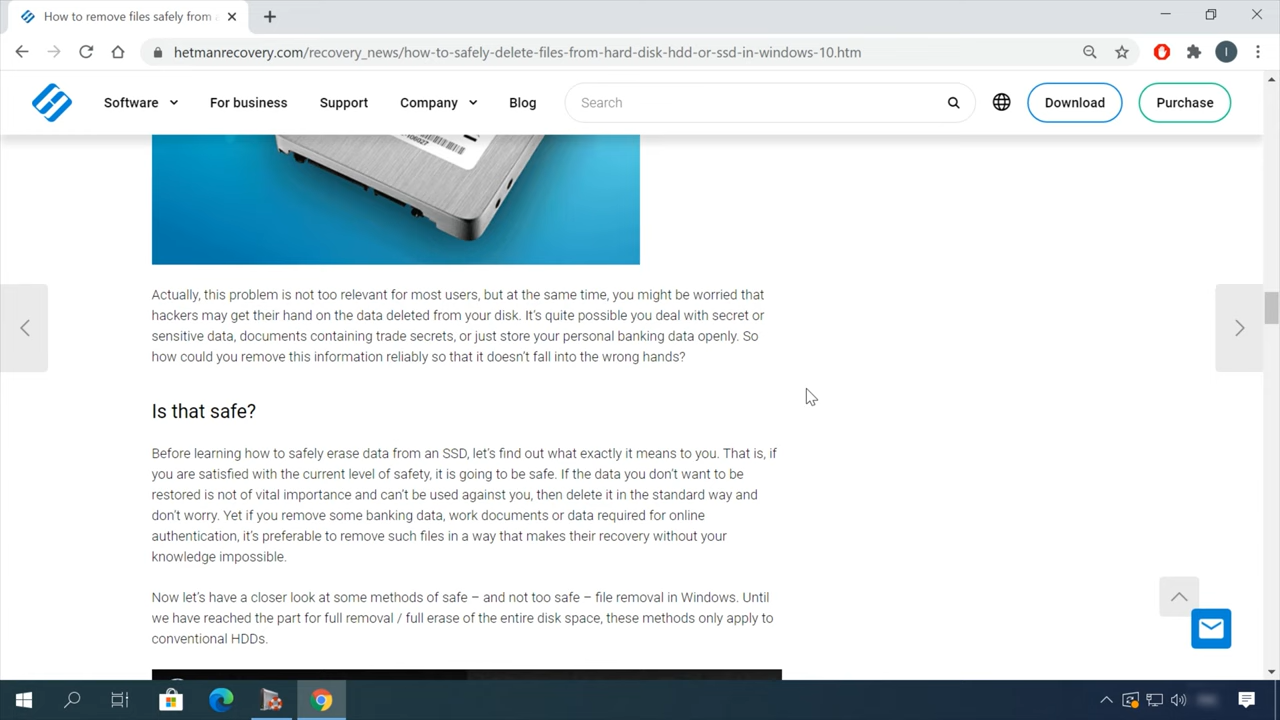 How to remove files safely from
hetmanrecovery.com/recovery_news/how-to-safely-delete-files-from-hard-disk-hdd-or-ssd-in-windows-10.htm
I
Software
For business
Support
Company
Blog
Search
Download
Purchase
Actually, this problem is not too relevant for most users, but at the same time, you might be worried that
hackers may get their hand on the data deleted from your disk. It's quite possible you deal with secret or
sensitive data, documents containing trade secrets, or just store your personal banking data openly. So
how could you remove this information reliably so that it doesn't fall into the wrong hands?
Is that safe?
Before learning how to safely erase data from an SSD, let's find out what exactly it means to you. That is, if
you are satisfied with the current level of safety, it is going to be safe. If the data you don't want to be
restored is not of vital importance and can't be used against you, then delete it in the standard way and
don't worry. Yet if you remove some banking data, work documents or data required for online
authentication, it's preferable to remove such files in a way that makes their recovery without your
knowledge impossible.
Now let's have a closer look at some methods of safe – and not too safe – file removal in Windows. Until
we have reached the part for full removal / full erase of the entire disk space, these methods only apply to
conventional HDDs.